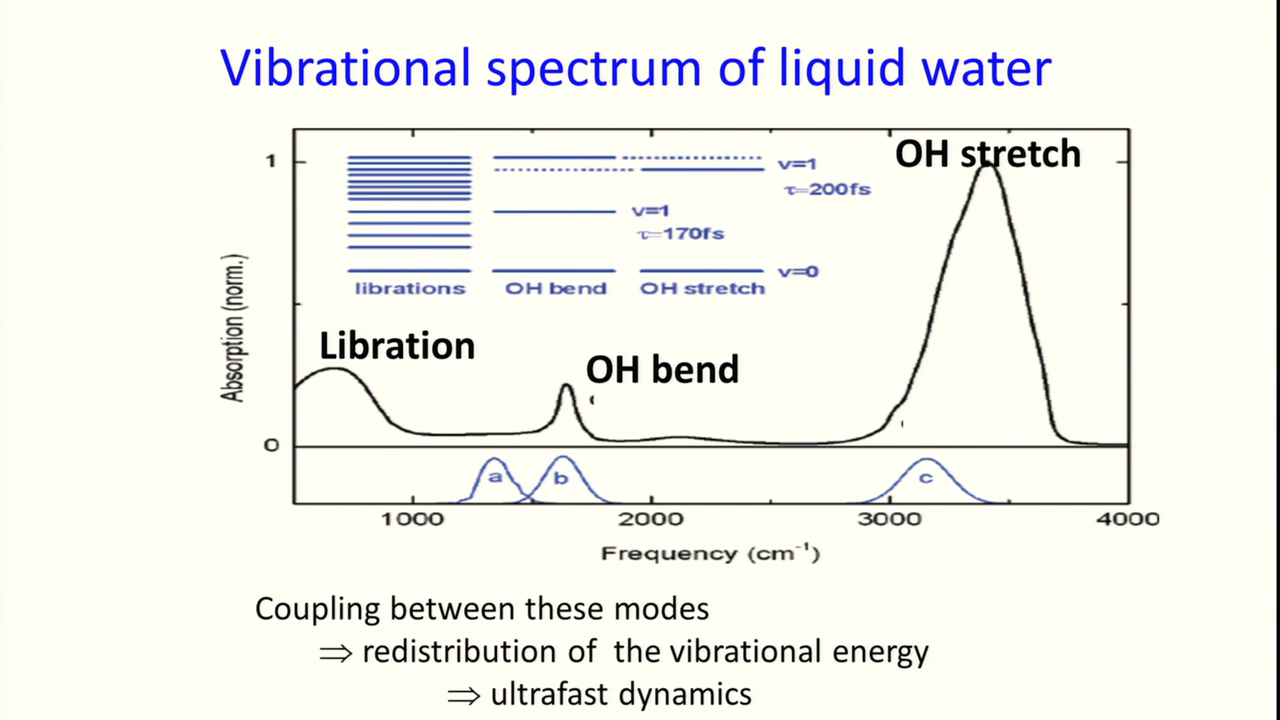 Vibrational spectrum of liquid water
1
OH stretch
v=1
τ=200fs
v=1
τ=170fs
v=0
librations OH bend OH stretch
Absorption (norm.)
Libration
OH bend
0
a b c
1000 2000 3000 4000
Frequency (cm⁻¹)
Coupling between these modes
⇒ redistribution of the vibrational energy
⇒ ultrafast dynamics